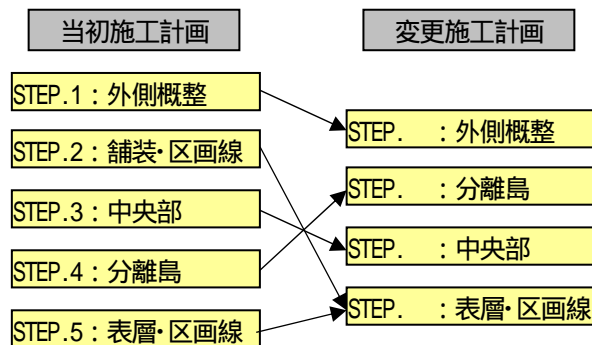 当初施工計画
STEP.1：外側概整
STEP.2：舗装・区画線
STEP.3：中央部
STEP.4：分離島
STEP.5：表層・区画線
変更施工計画
STEP.　：外側概整
STEP.　：分離島
STEP.　：中央部
STEP.　：表層・区画線